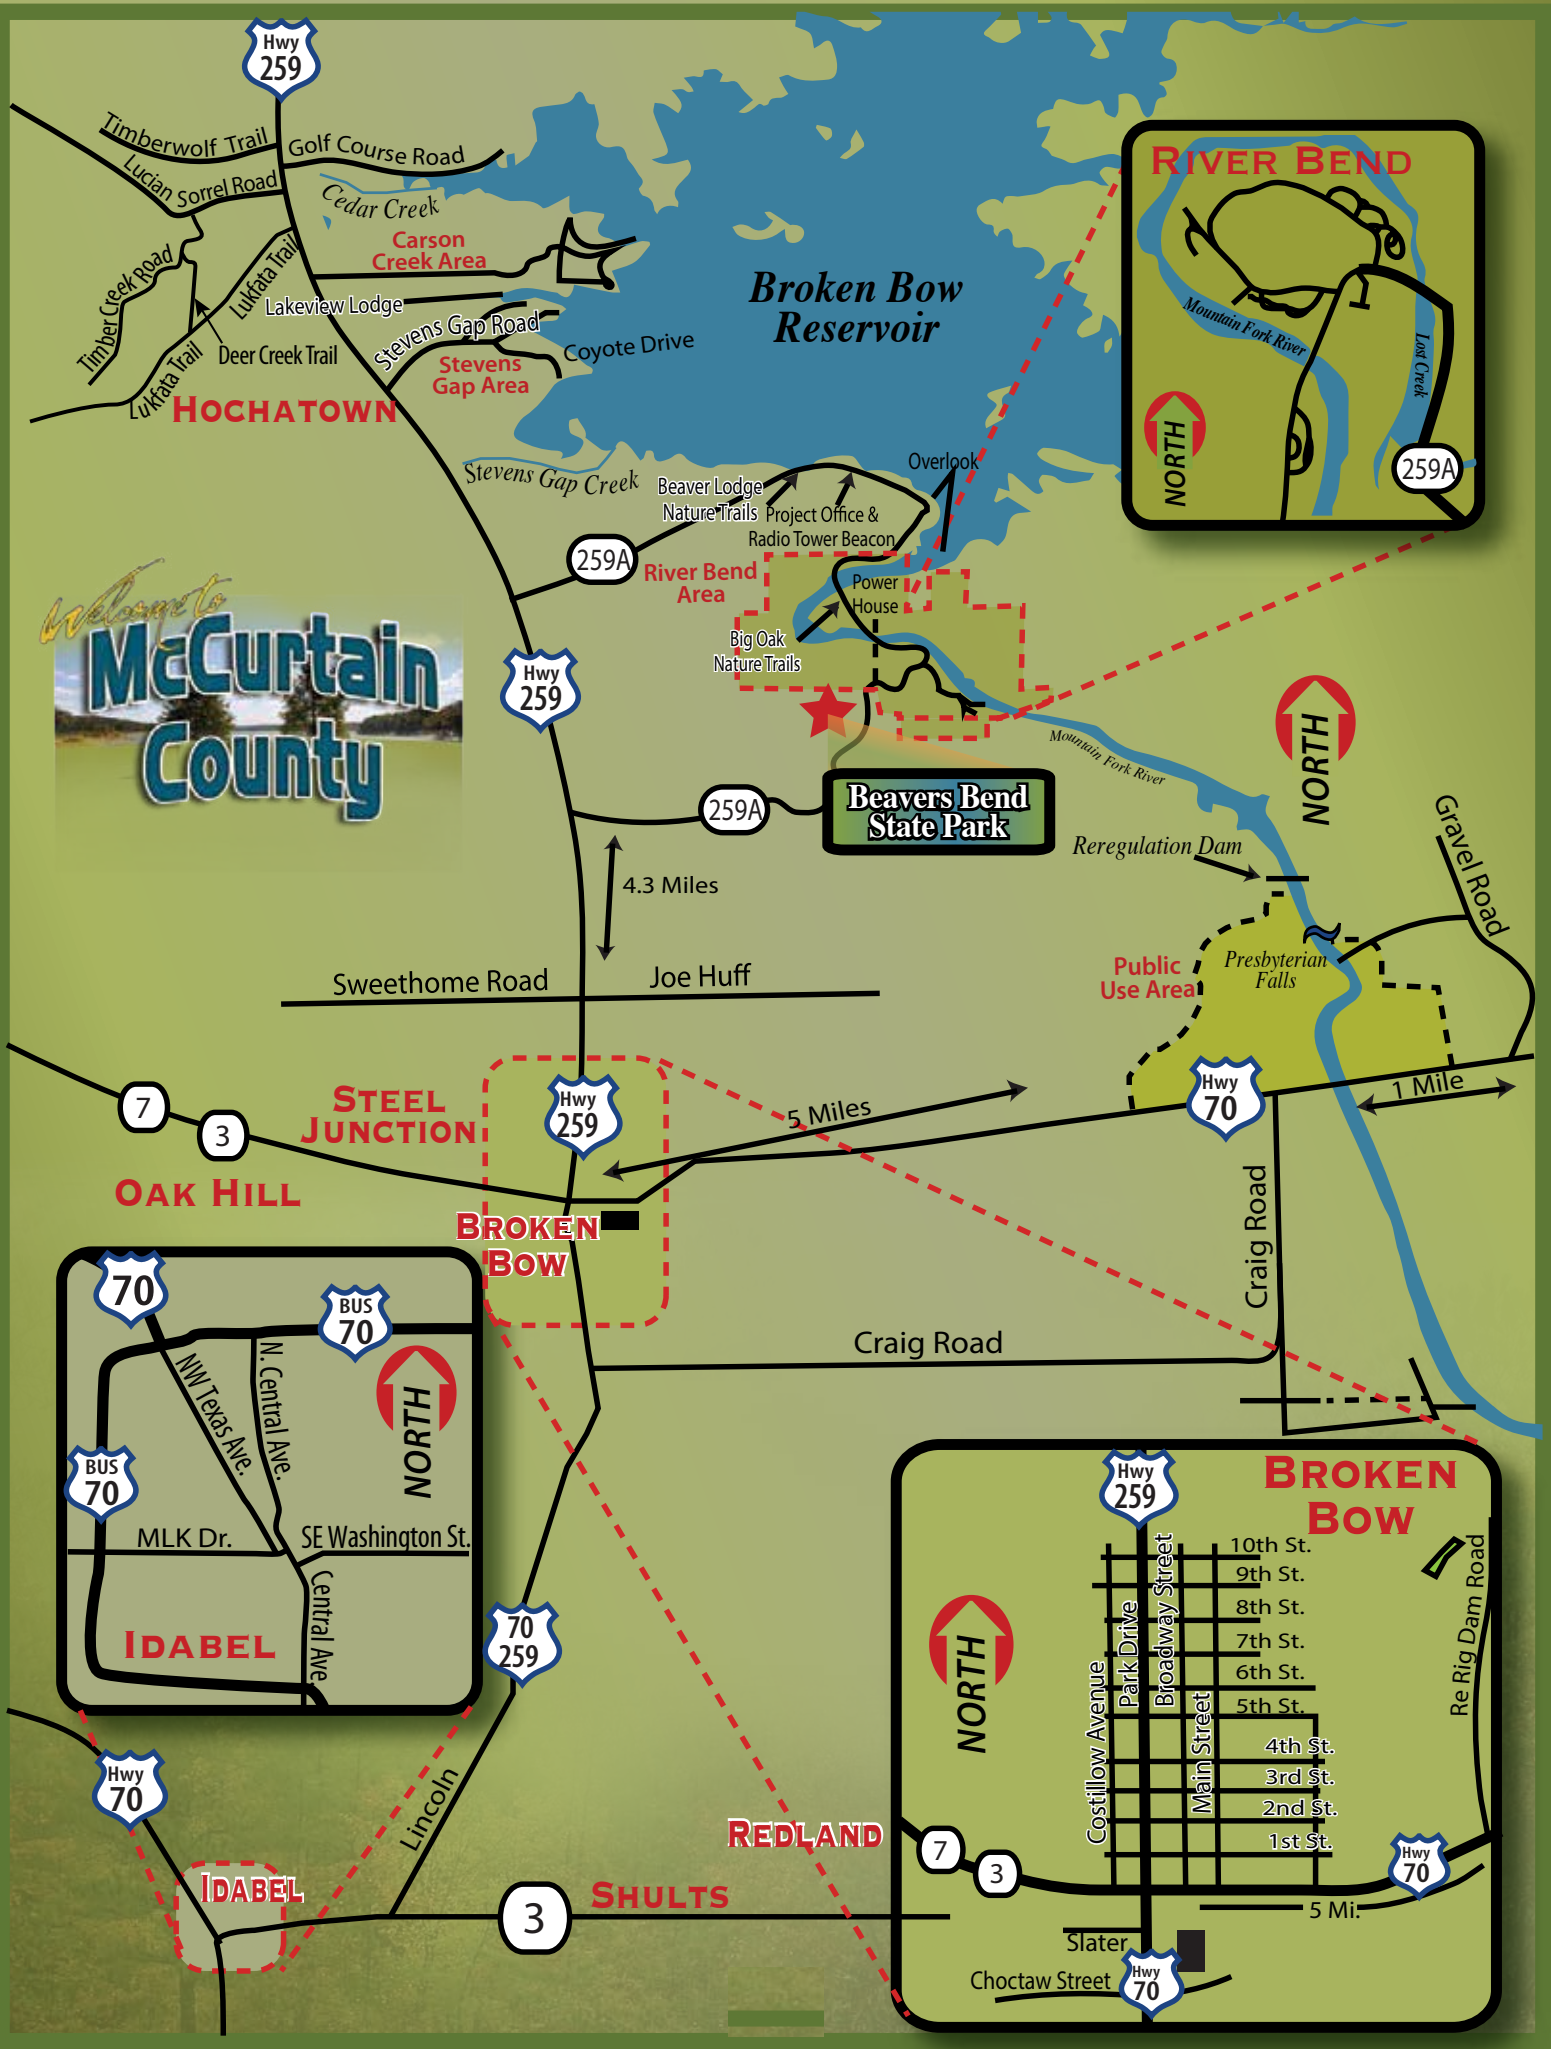 Hwy
259
Timberwolf Trail
Golf Course Road
Lucian Sorrel Road
Cedar Creek
Carson
Creek Area
Timber Creek Road
Lukfata Trail
Lakeview Lodge
Stevens Gap Road
Deer Creek Trail
Coyote Drive
Stevens
Gap Area
Lukfata Trail
Hochatown
Broken Bow
Reservoir
River Bend
Mountain Fork River
Lost Creek
NORTH
259A
Stevens Gap Creek
Overlook
Beaver Lodge
Nature Trails
Project Office &
Radio Tower Beacon
259A
River Bend
Area
Power
House
Big Oak
Nature Trails
Welcome to
McCurtain
County
Hwy
259
Mountain Fork River
NORTH
259A
Beavers Bend
State Park
Reregulation Dam
Gravel Road
4.3 Miles
Sweethome Road
Joe Huff
Public
Use Area
Presbyterian
Falls
7
3
Steel
Junction
Hwy
259
5 Miles
Hwy
70
1 Mile
Oak Hill
Broken
Bow
Craig Road
Craig Road
70
BUS
70
NW Texas Ave.
N. Central Ave.
NORTH
BUS
70
MLK Dr.
SE Washington St.
Central Ave.
Idabel
70
259
Hwy
70
Lincoln
Idabel
3
Shults
Redland
Broken
Bow
Hwy
259
10th St.
9th St.
8th St.
7th St.
6th St.
5th St.
4th St.
3rd St.
2nd St.
1st St.
Costillow Avenue
Park Drive
Broadway Street
Main Street
Re Rig Dam Road
NORTH
7
3
Hwy
70
5 Mi.
Slater
Choctaw Street
Hwy
70